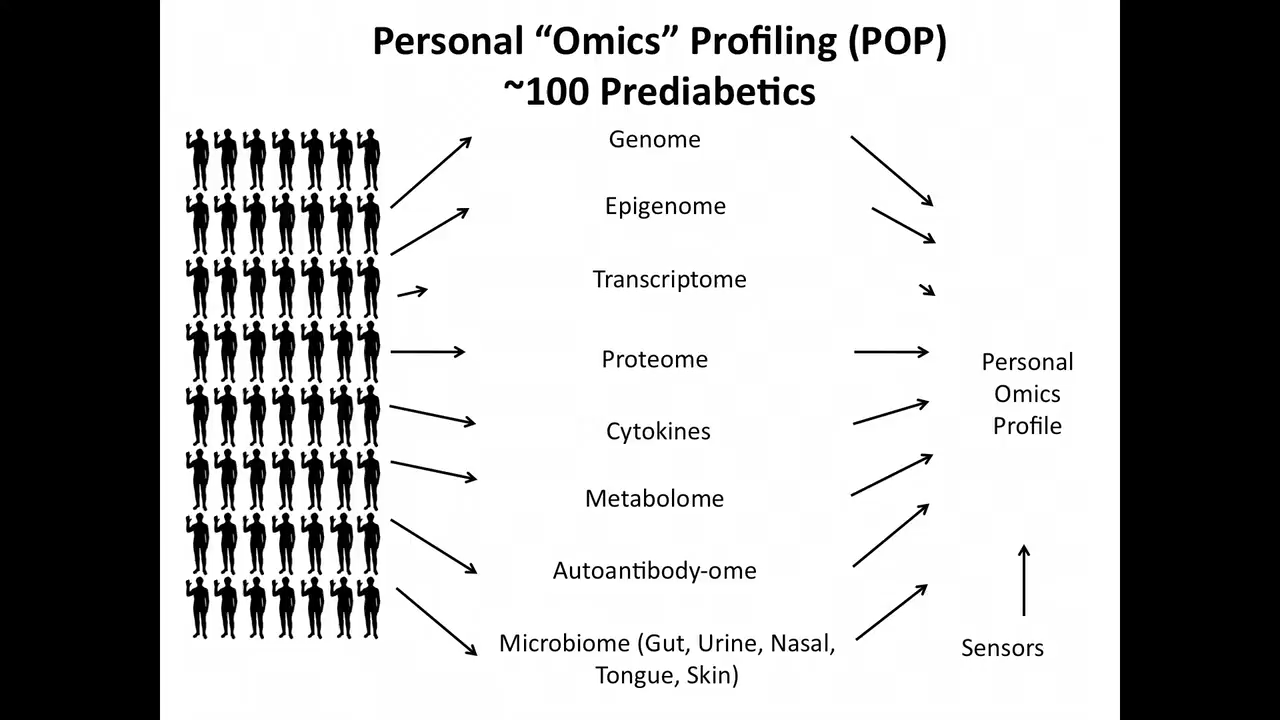 Personal “Omics” Profiling (POP)
~100 Prediabetics
Genome
Epigenome
Transcriptome
Proteome
Cytokines
Metabolome
Autoantibody-ome
Microbiome (Gut, Urine, Nasal,
Tongue, Skin)
Personal
Omics
Profile
Sensors